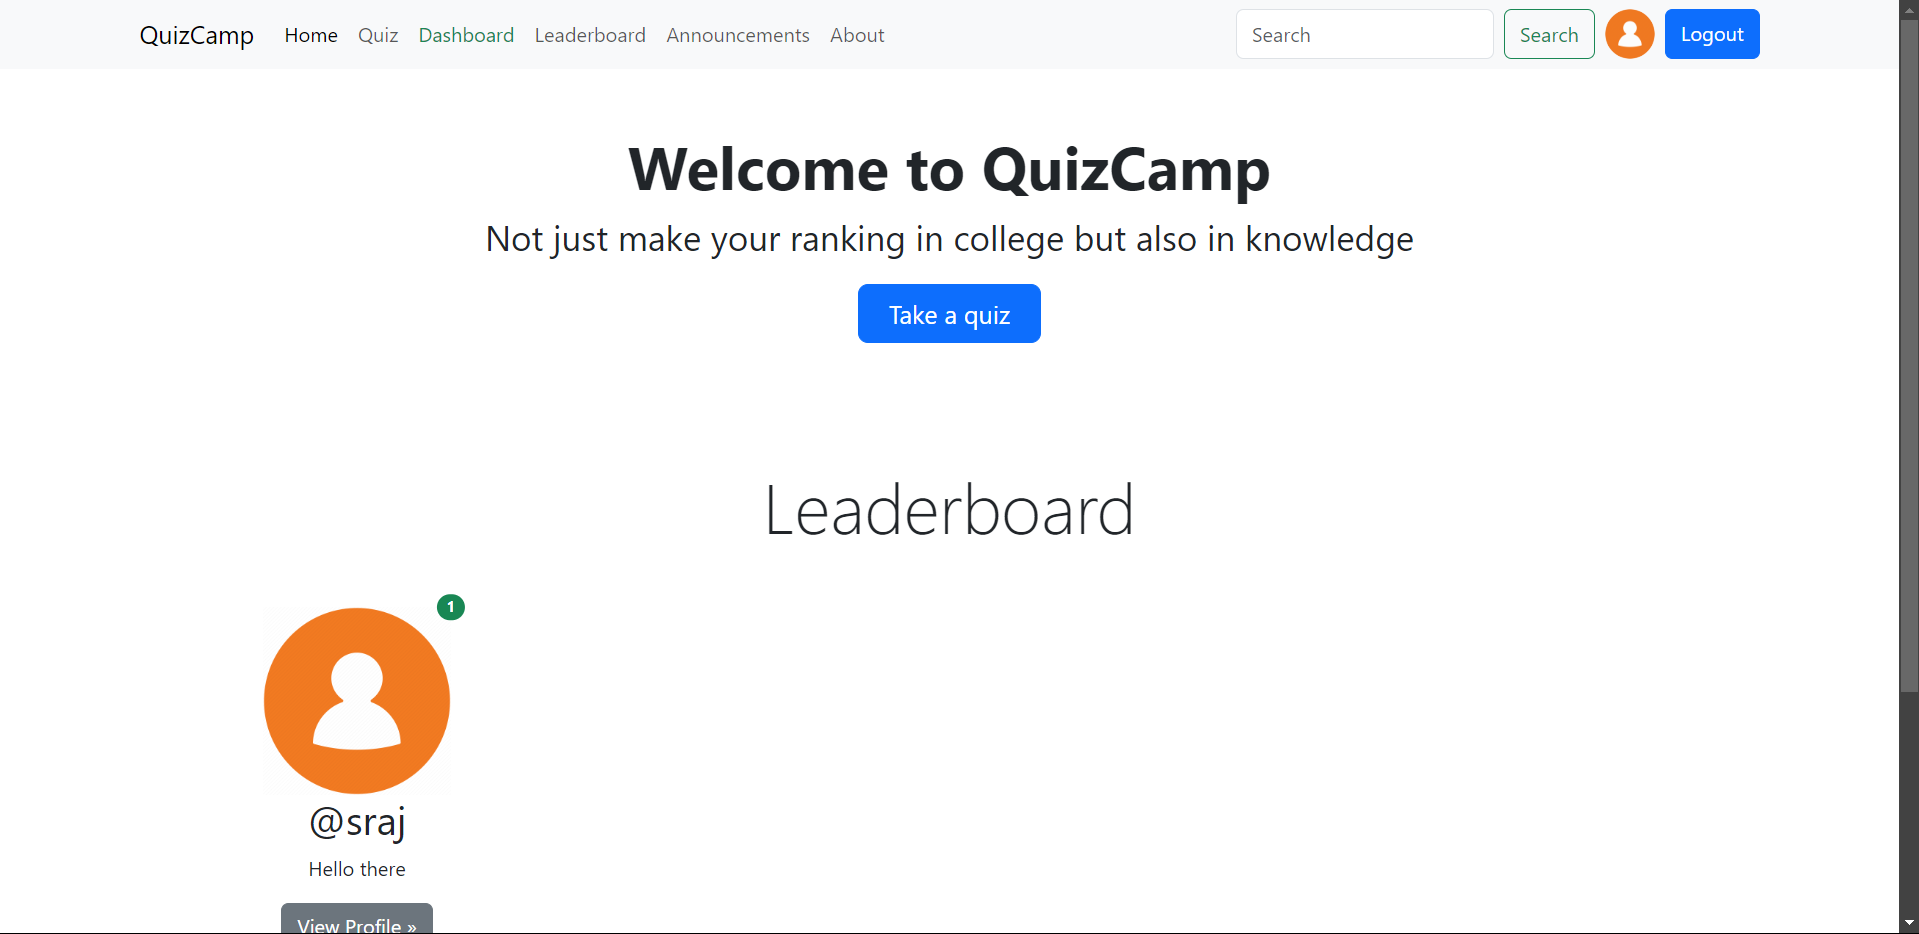 QuizCamp Home Quiz Dashboard Leaderboard Announcements About Search Search Logout
Welcome to QuizCamp
Not just make your ranking in college but also in knowledge
Take a quiz
Leaderboard
1
@sraj
Hello there
View Profile »